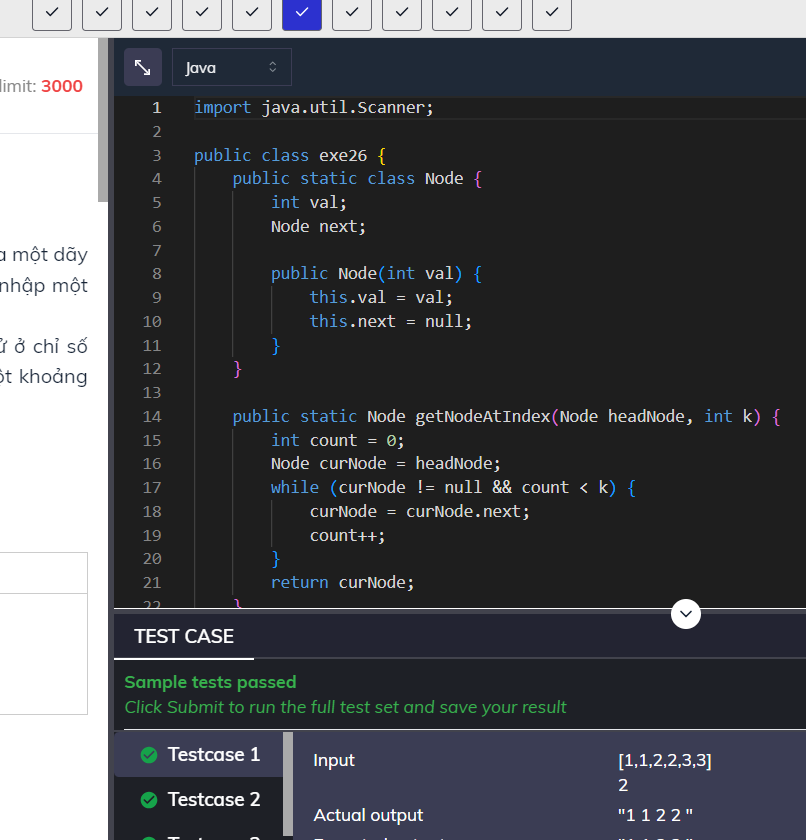 limit: 3000
một dãy
nhập một
ở chỉ số
khoảng
Java
1 import java.util.Scanner;
2
3 public class exe26 {
4 public static class Node {
5 int val;
6 Node next;
7
8 public Node(int val) {
9 this.val = val;
10 this.next = null;
11 }
12 }
13
14 public static Node getNodeAtIndex(Node headNode, int k) {
15 int count = 0;
16 Node curNode = headNode;
17 while (curNode != null && count < k) {
18 curNode = curNode.next;
19 count++;
20 }
21 return curNode;
22 }
TEST CASE
Sample tests passed
Click Submit to run the full test set and save your result
Testcase 1
Testcase 2
Input
[1,1,2,2,3,3]
2
Actual output
"1 1 2 2 "